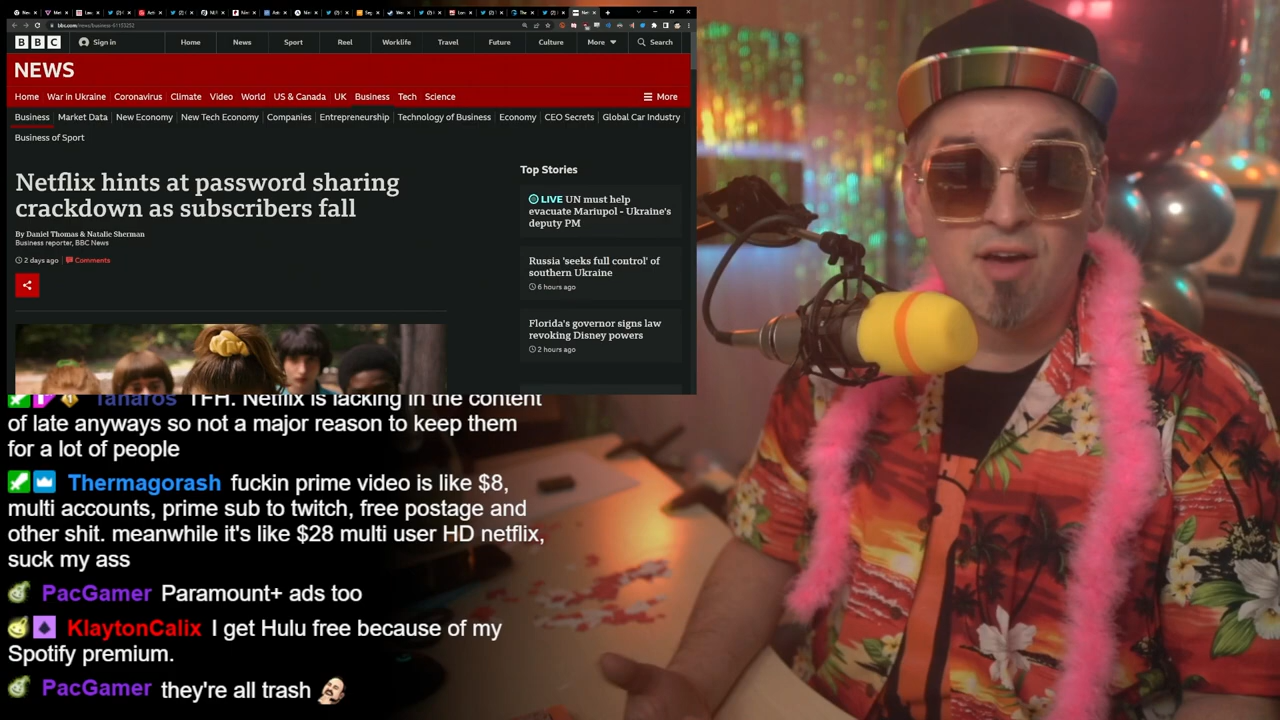 bbc.com/news/business-61153252
BBC Sign in Home News Sport Reel Worklife Travel Future Culture More Search
NEWS
Home War in Ukraine Coronavirus Climate Video World US & Canada UK Business Tech Science More
Business Market Data New Economy New Tech Economy Companies Entrepreneurship Technology of Business Economy CEO Secrets Global Car Industry
Business of Sport
Netflix hints at password sharing
crackdown as subscribers fall
By Daniel Thomas & Natalie Sherman
Business reporter, BBC News
2 days ago Comments
Top Stories
LIVE UN must help
evacuate Mariupol - Ukraine's
deputy PM
Russia 'seeks full control' of
southern Ukraine
6 hours ago
Florida's governor signs law
revoking Disney powers
2 hours ago
Tanaros TFH. Netflix is lacking in the content
of late anyways so not a major reason to keep them
for a lot of people
Thermagorash fuckin prime video is like $8,
multi accounts, prime sub to twitch, free postage and
other shit. meanwhile it's like $28 multi user HD netflix,
suck my ass
PacGamer Paramount+ ads too
KlaytonCalix I get Hulu free because of my
Spotify premium.
PacGamer they're all trash